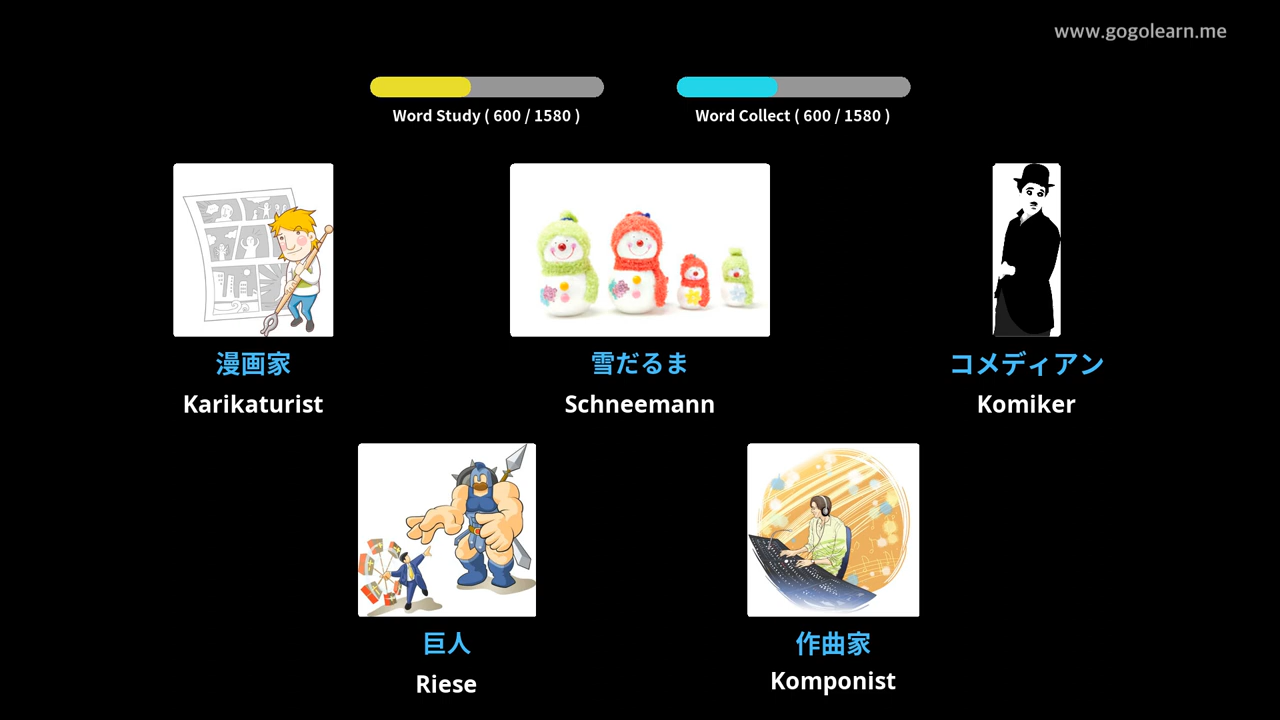 www.gogolearn.me
Word Study ( 600 / 1580 )
Word Collect ( 600 / 1580 )
漫画家
Karikaturist
雪だるま
Schneemann
コメディアン
Komiker
巨人
Riese
作曲家
Komponist